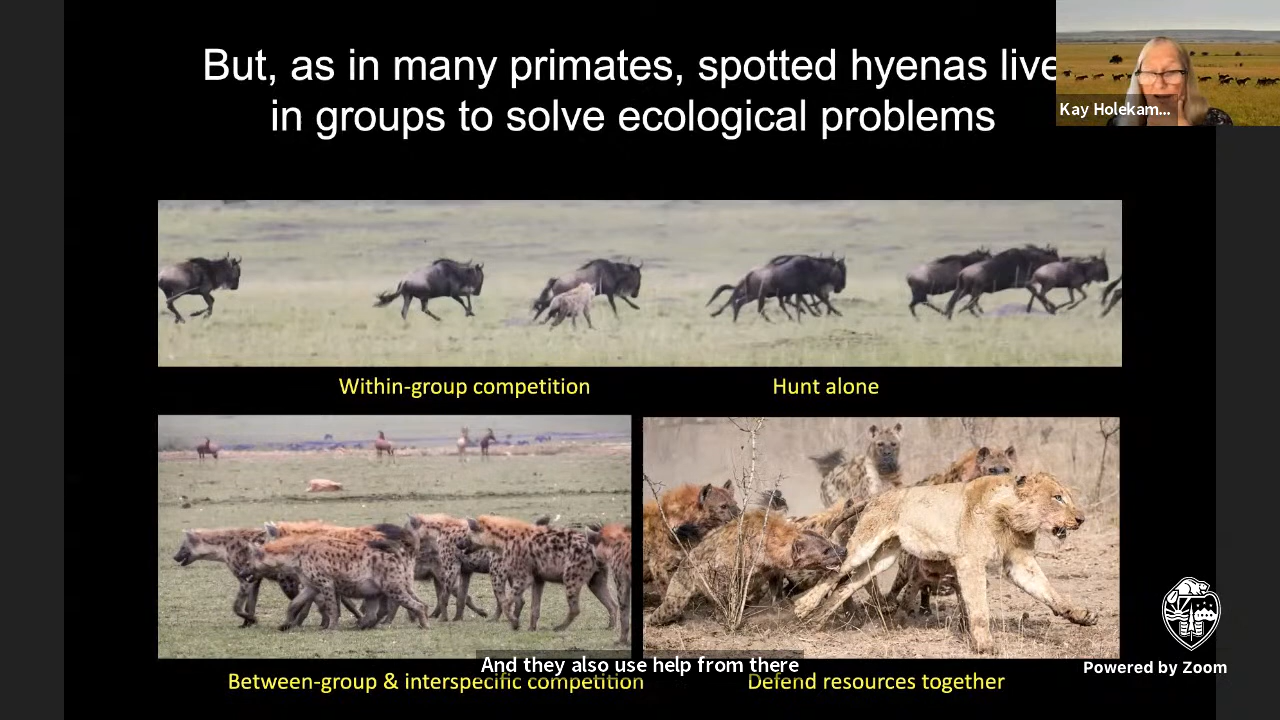 But, as in many primates, spotted hyenas live
in groups to solve ecological problems
Kay Holekam...
Within-group competition
Hunt alone
And they also use help from there
Between-group & interspecific competition
Defend resources together
Powered by Zoom